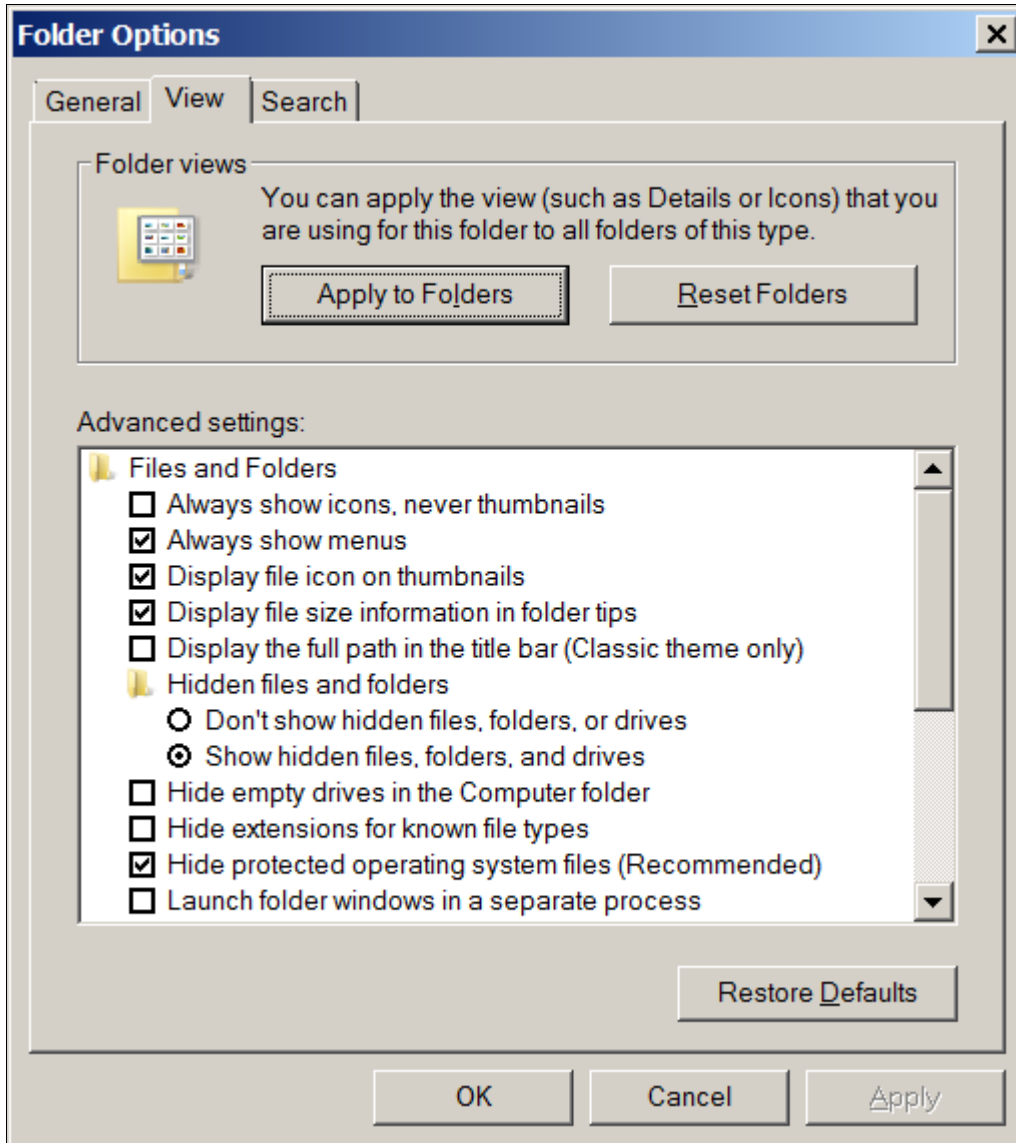 Folder Options
General
View
Search
Folder views
You can apply the view (such as Details or Icons) that you
are using for this folder to all folders of this type.
Apply to Folders
Reset Folders
Advanced settings:
Files and Folders
Always show icons, never thumbnails
Always show menus
Display file icon on thumbnails
Display file size information in folder tips
Display the full path in the title bar (Classic theme only)
Hidden files and folders
Don't show hidden files, folders, or drives
Show hidden files, folders, and drives
Hide empty drives in the Computer folder
Hide extensions for known file types
Hide protected operating system files (Recommended)
Launch folder windows in a separate process
Restore Defaults
OK
Cancel
Apply